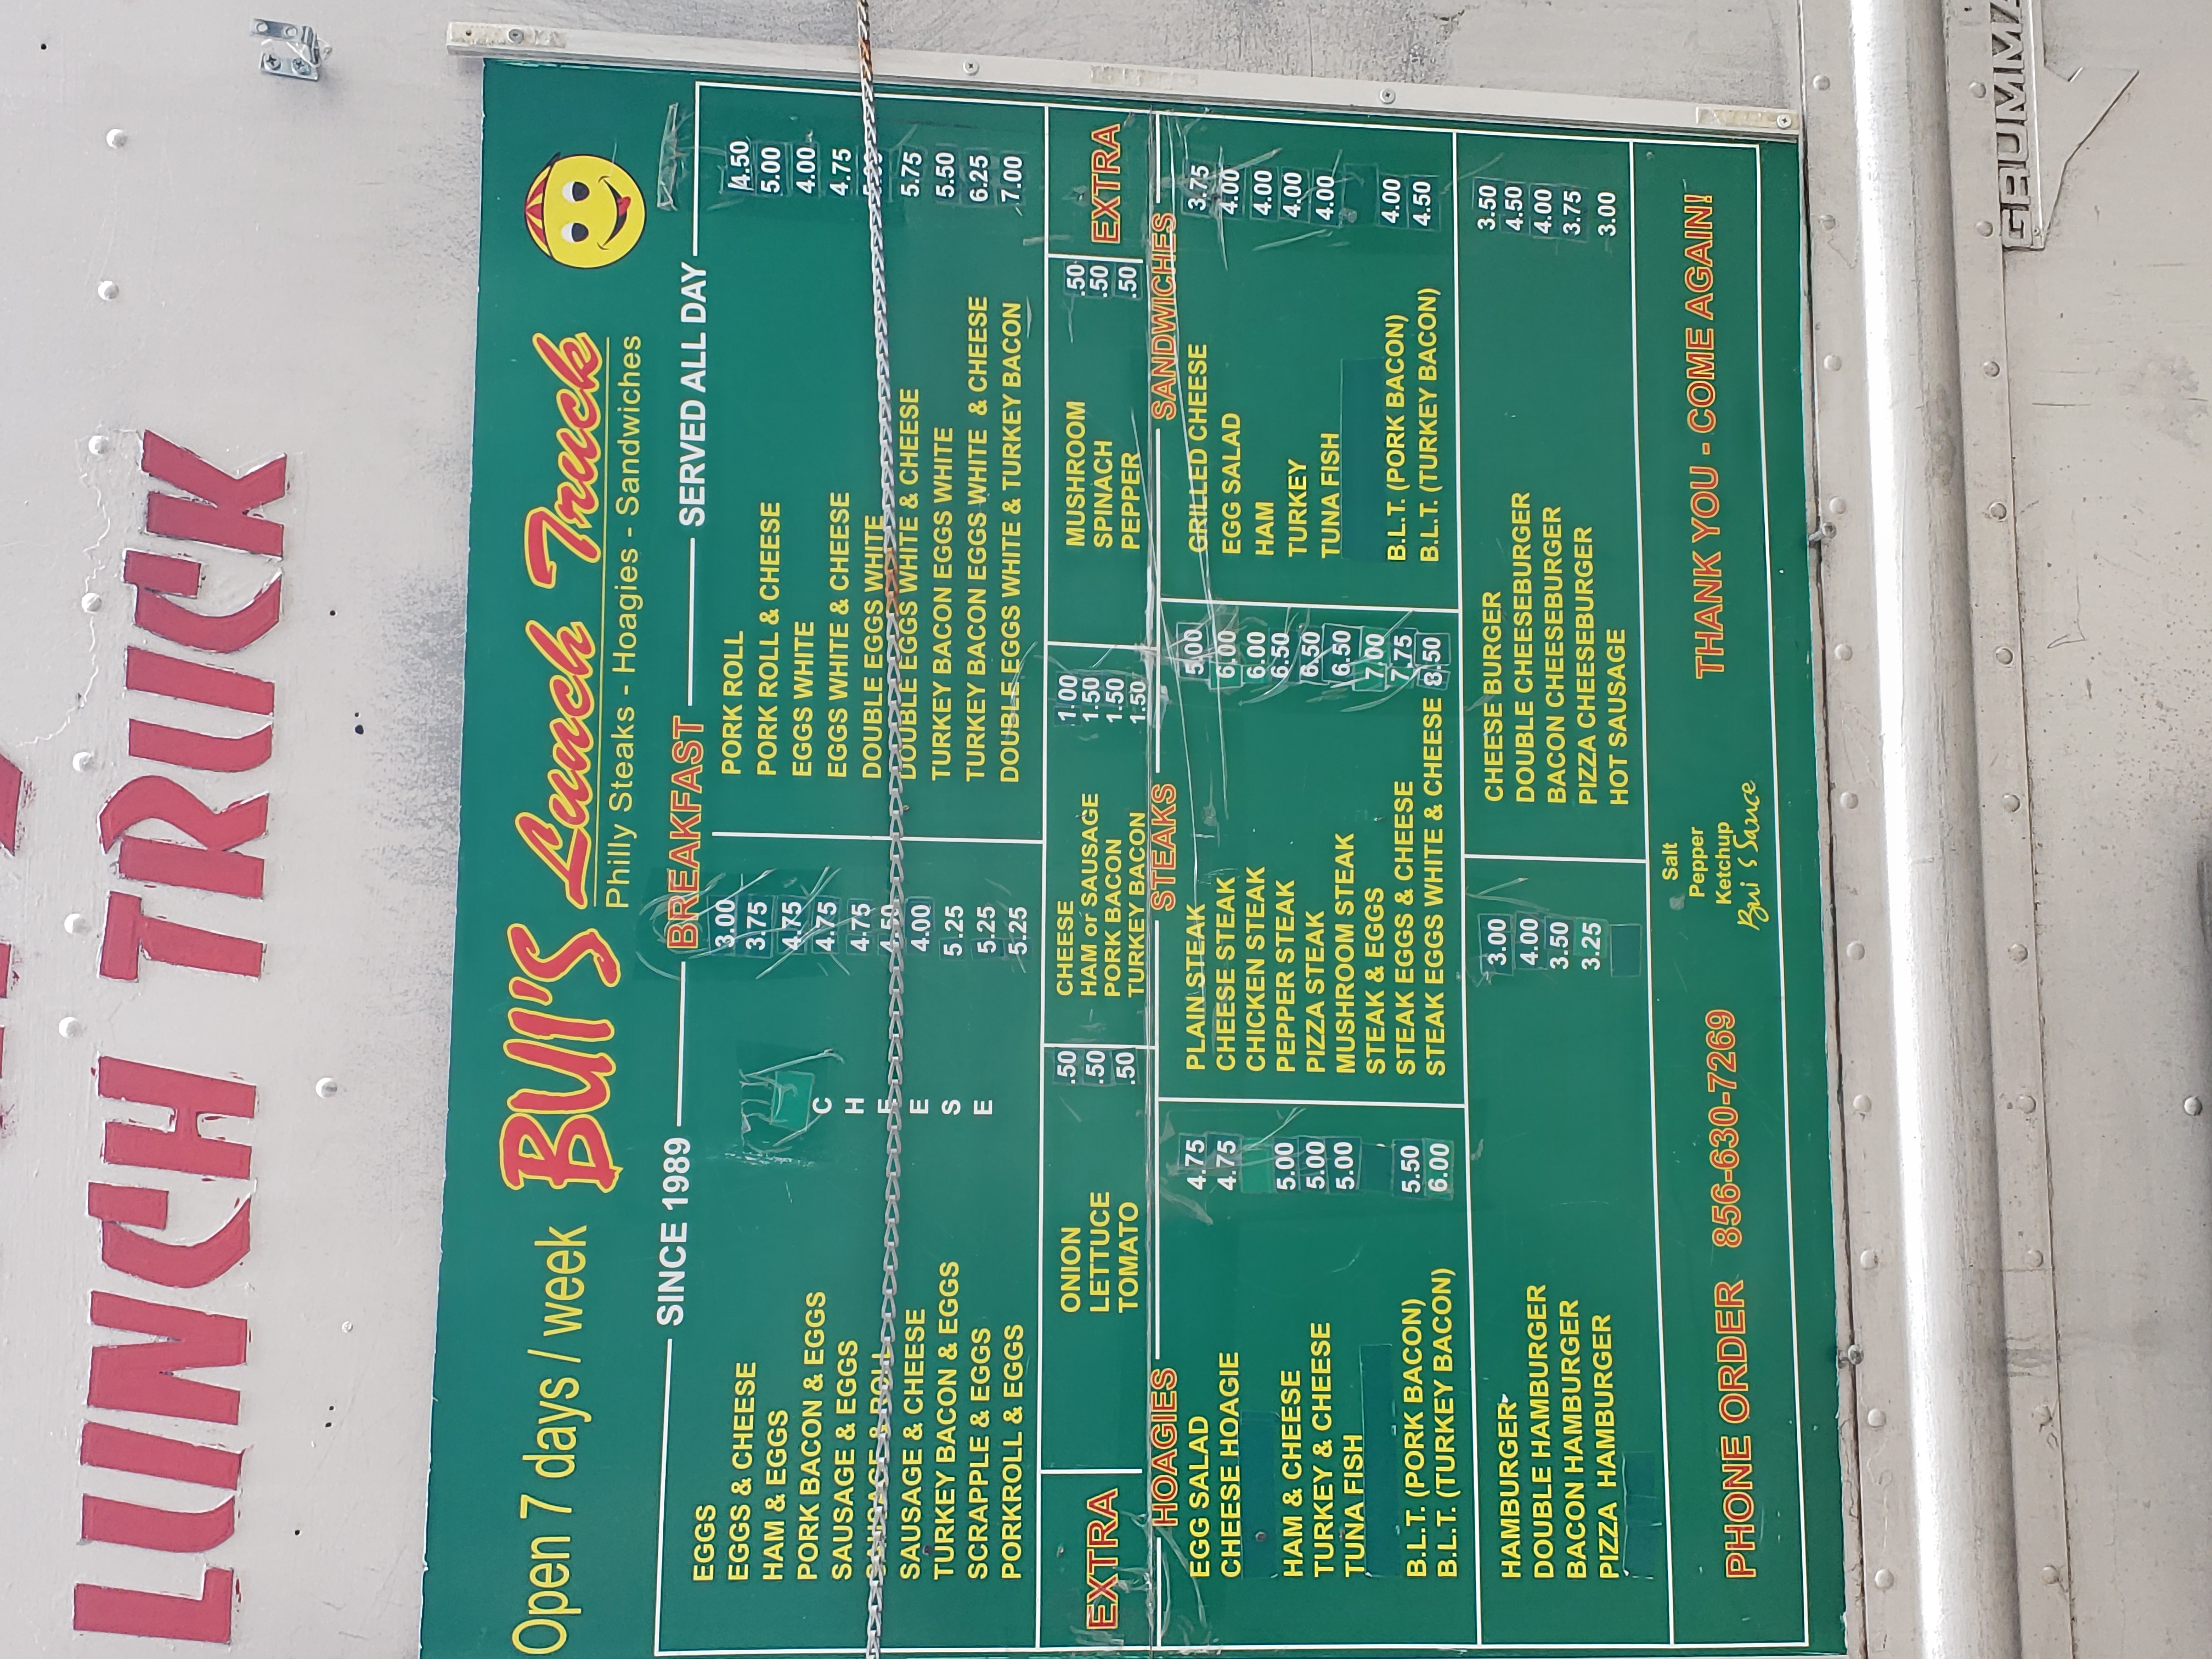 LUNCH TRUCK
Open 7 days / week BUI'S Lunch Truck
Philly Steaks - Hoagies - Sandwiches
SINCE 1989 BREAKFAST SERVED ALL DAY
EGGS 3.00
EGGS & CHEESE 3.75
HAM & EGGS 4.75
PORK BACON & EGGS 4.75
SAUSAGE & EGGS 4.75
SAUSAGE & ROLL 4.50
SAUSAGE & CHEESE 4.00
TURKEY BACON & EGGS 5.25
SCRAPPLE & EGGS 5.25
PORKROLL & EGGS 5.25
C
H
E
E
S
E
PORK ROLL 4.50
PORK ROLL & CHEESE 5.00
EGGS WHITE 4.00
EGGS WHITE & CHEESE 4.75
DOUBLE EGGS WHITE
DOUBLE EGGS WHITE & CHEESE 5.75
TURKEY BACON EGGS WHITE 5.50
TURKEY BACON EGGS WHITE & CHEESE 6.25
DOUBLE EGGS WHITE & TURKEY BACON 7.00
EXTRA
ONION .50
LETTUCE .50
TOMATO .50
CHEESE 1.00
HAM or SAUSAGE 1.50
PORK BACON 1.50
TURKEY BACON 1.50
MUSHROOM .50
SPINACH .50
PEPPER .50
EXTRA
HOAGIES
EGG SALAD 4.75
CHEESE HOAGIE 4.75
HAM & CHEESE 5.00
TURKEY & CHEESE 5.00
TUNA FISH 5.00
B.L.T. (PORK BACON) 5.50
B.L.T. (TURKEY BACON) 6.00
STEAKS
PLAIN STEAK 5.00
CHEESE STEAK 6.00
CHICKEN STEAK 6.00
PEPPER STEAK 6.50
PIZZA STEAK 6.50
MUSHROOM STEAK 6.50
STEAK & EGGS 7.00
STEAK EGGS & CHEESE 7.75
STEAK EGGS WHITE & CHEESE 8.50
SANDWICHES
GRILLED CHEESE 3.75
EGG SALAD 4.00
HAM 4.00
TURKEY 4.00
TUNA FISH 4.00
B.L.T. (PORK BACON) 4.00
B.L.T. (TURKEY BACON) 4.50
HAMBURGER 3.00
DOUBLE HAMBURGER 4.00
BACON HAMBURGER 3.50
PIZZA HAMBURGER 3.25
CHEESE BURGER 3.50
DOUBLE CHEESEBURGER 4.50
BACON CHEESEBURGER 4.00
PIZZA CHEESEBURGER 3.75
HOT SAUSAGE 3.00
PHONE ORDER 856-630-7269
Salt
Pepper
Ketchup
Bui s Sauce
THANK YOU - COME AGAIN!